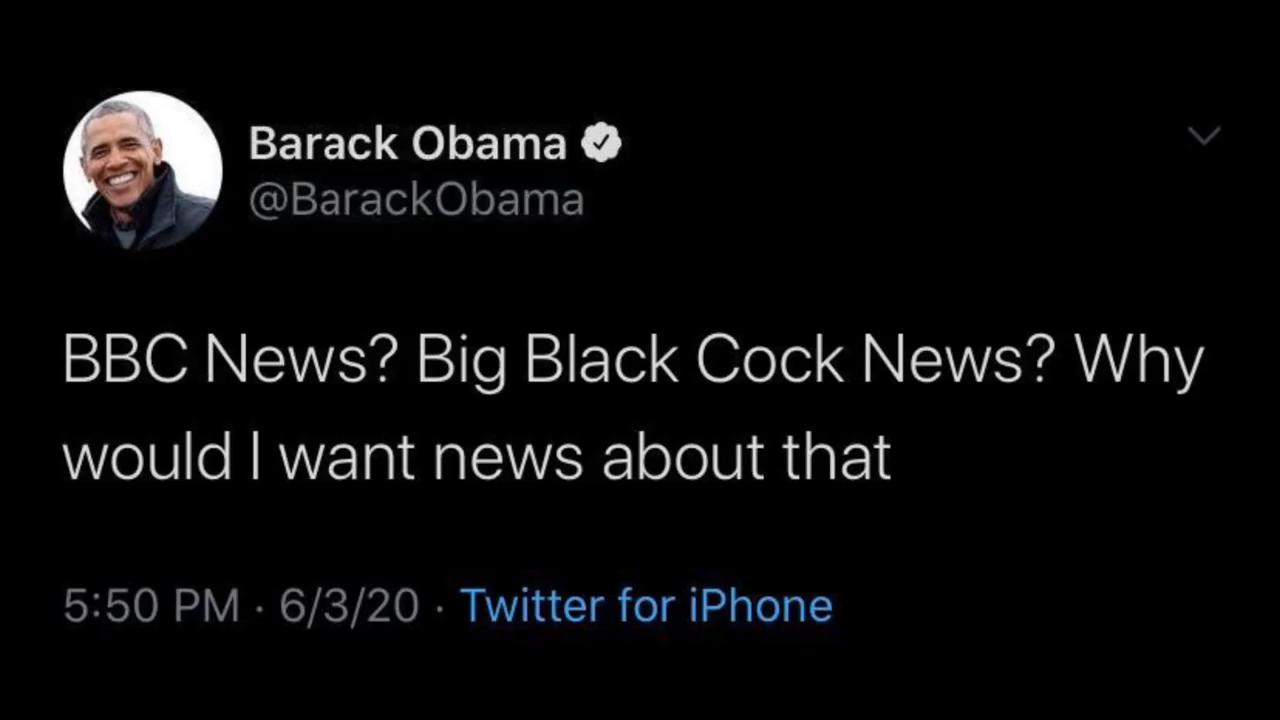 Barack Obama
@BarackObama
BBC News? Big Black Cock News? Why
would I want news about that
5:50 PM · 6/3/20 · Twitter for iPhone